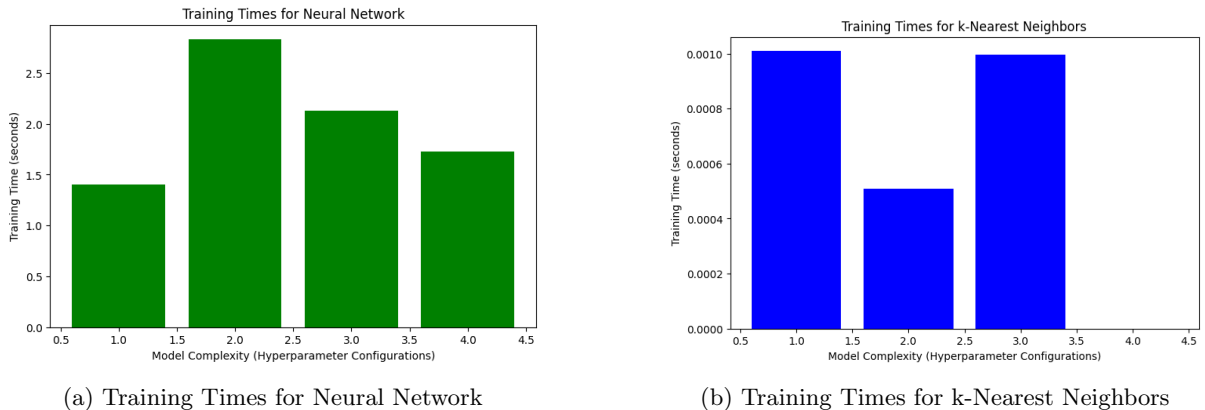 Training Times for Neural Network
Training Time (seconds)
2.5
2.0
1.5
1.0
0.5
0.0
0.5 1.0 1.5 2.0 2.5 3.0 3.5 4.0 4.5
Model Complexity (Hyperparameter Configurations)
(a) Training Times for Neural Network
Training Times for k-Nearest Neighbors
Training Time (seconds)
0.0010
0.0008
0.0006
0.0004
0.0002
0.0000
0.5 1.0 1.5 2.0 2.5 3.0 3.5 4.0 4.5
Model Complexity (Hyperparameter Configurations)
(b) Training Times for k-Nearest Neighbors